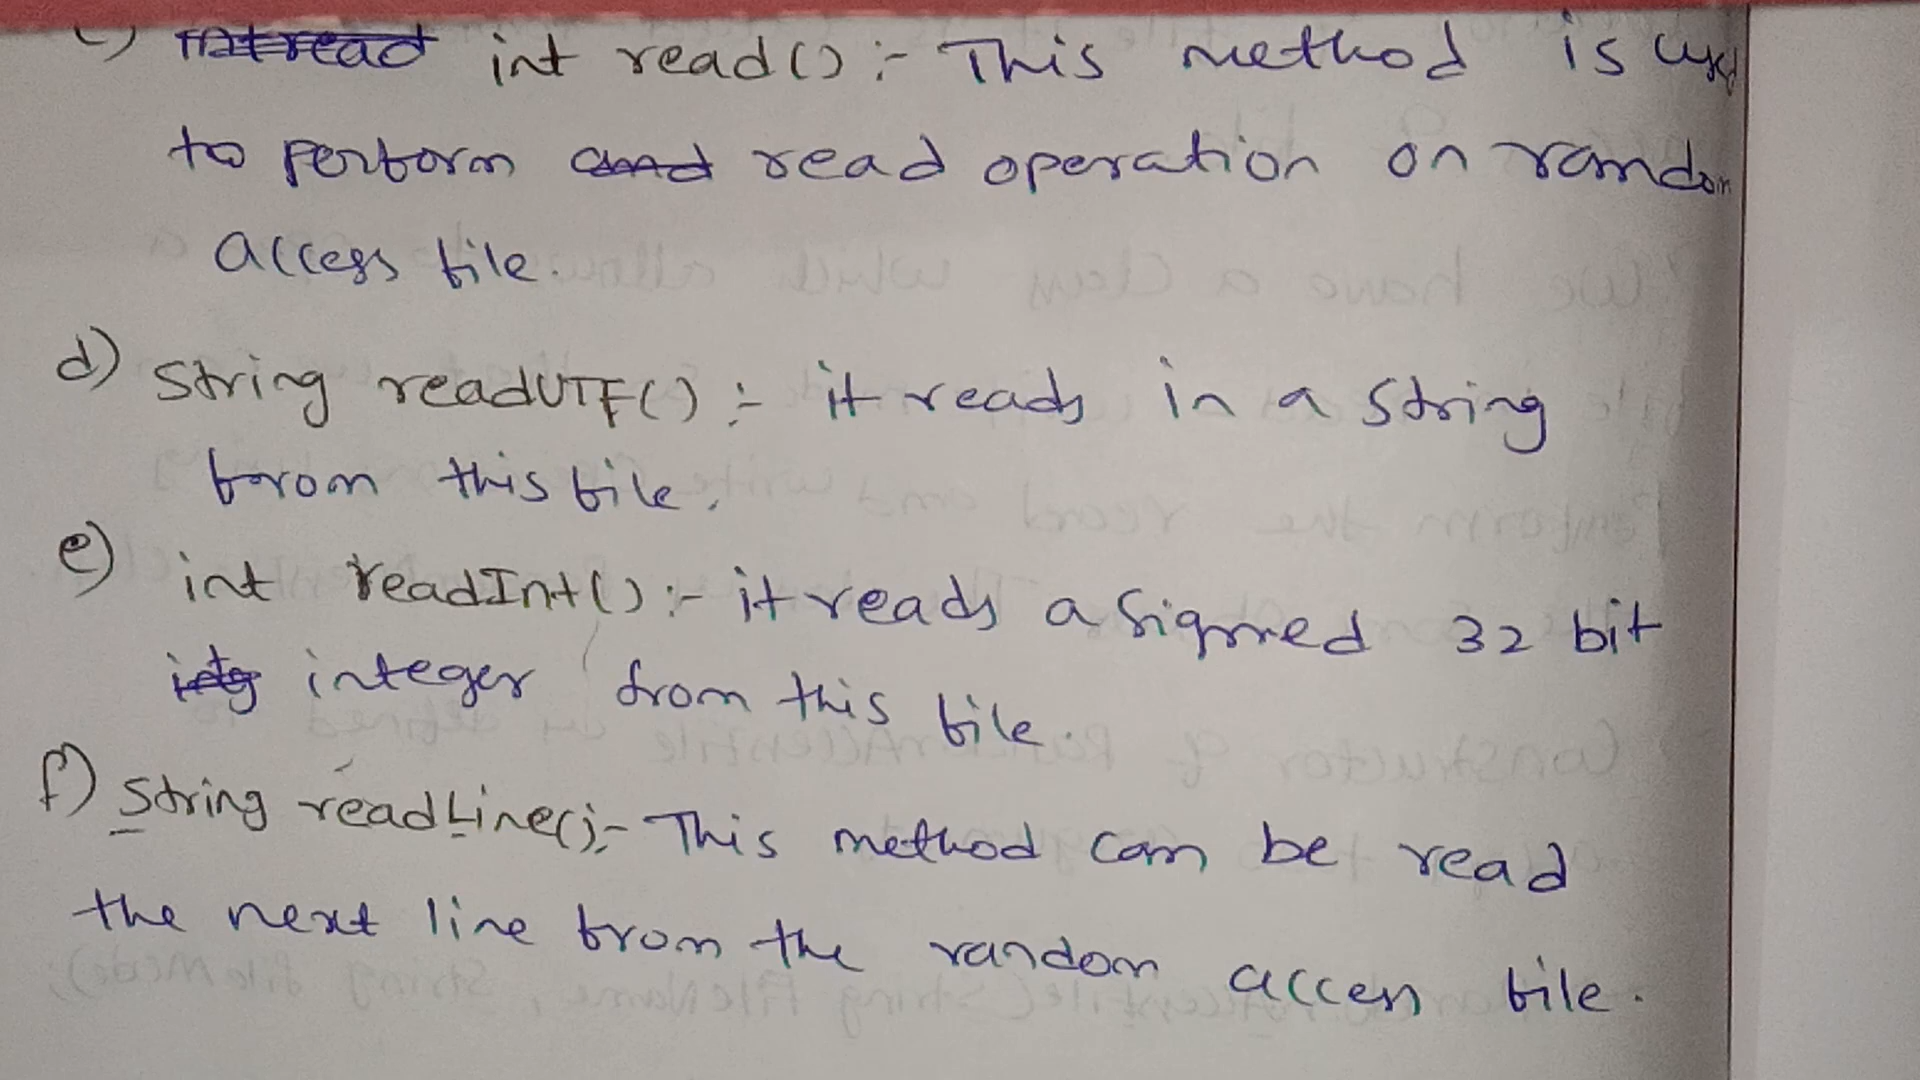 c) int read() :- This method is used
to perform read operation on random
access file.
d) String readUTF() :- it reads in a string
from this file.
e) int readInt() :- it reads a signed 32 bit
integer from this file.
f) String readLine() :- This method can be read
the next line from the random access file.